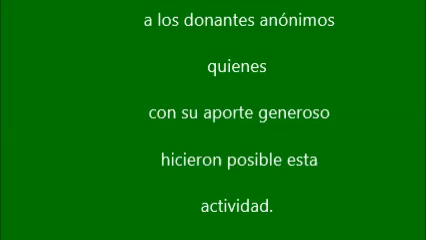 a los donantes anónimos
quienes
con su aporte generoso
hicieron posible esta
actividad.